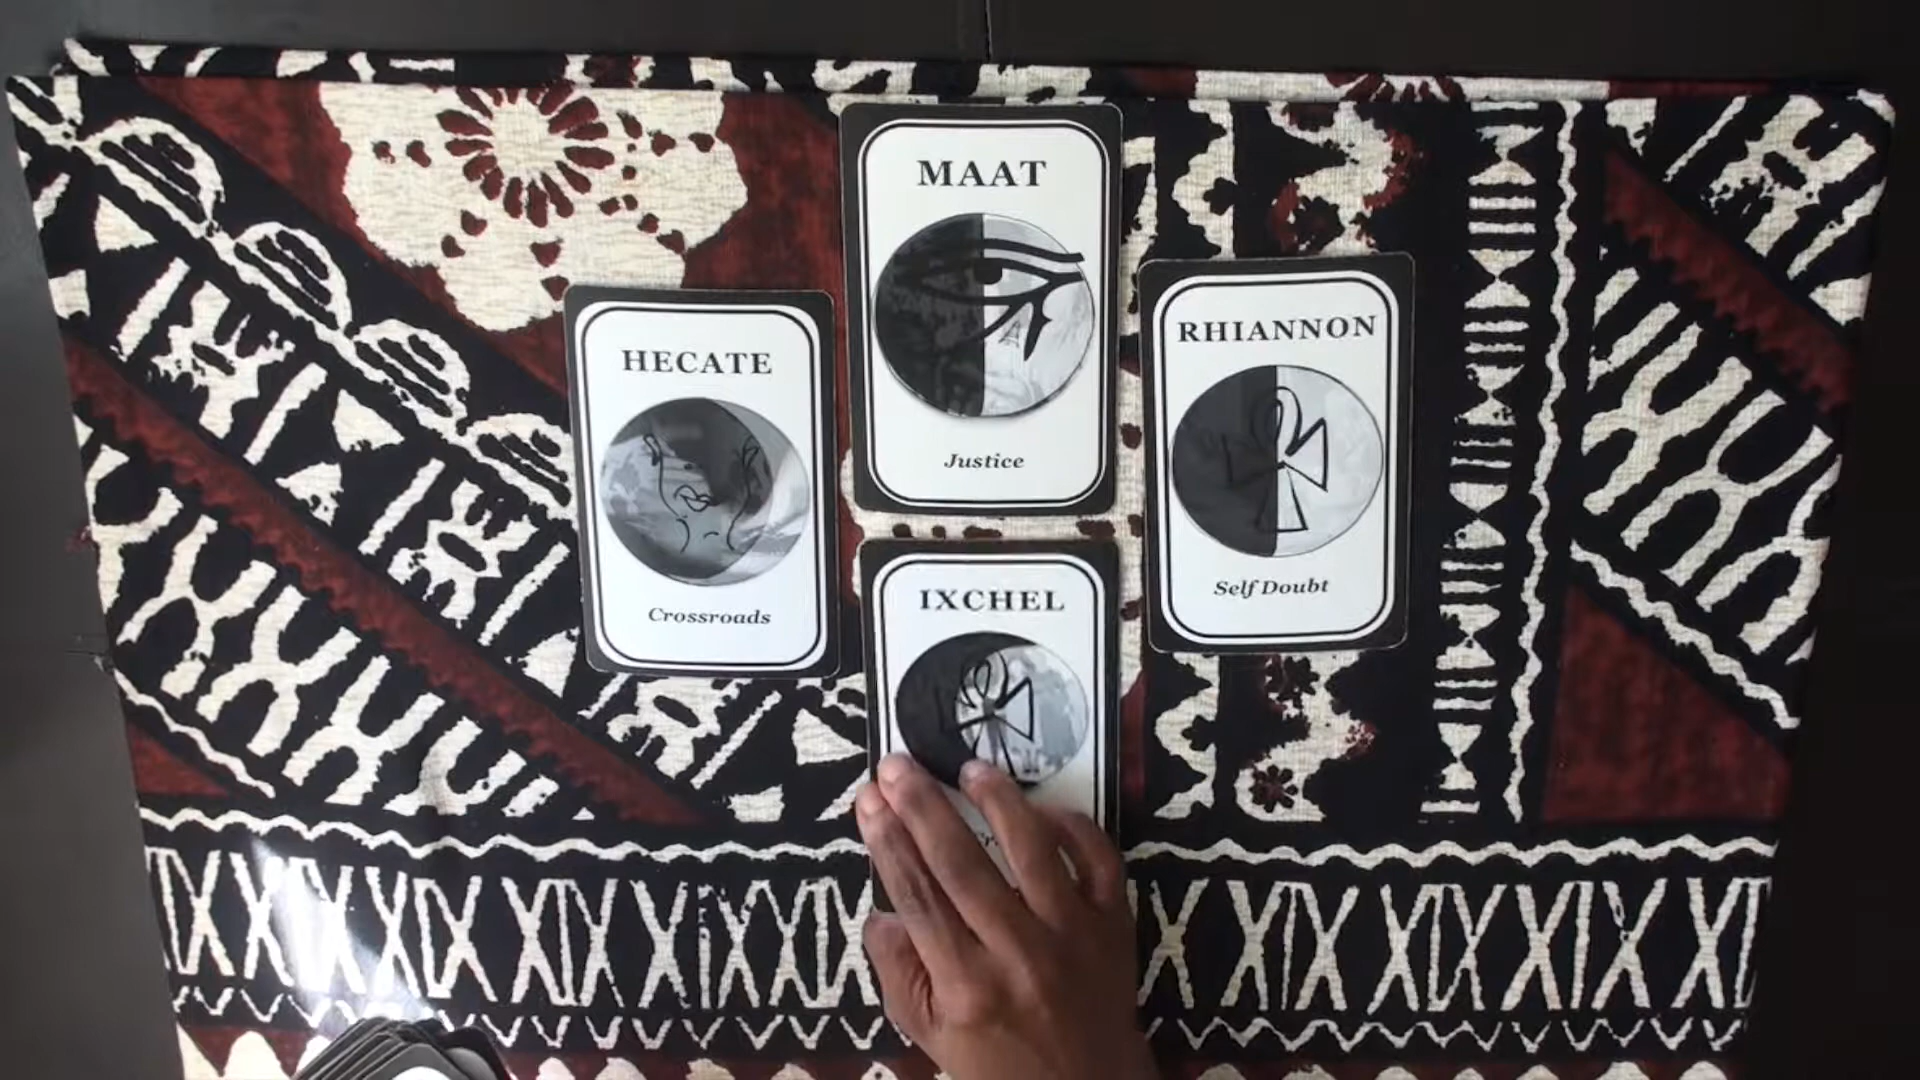 MAAT
Justice
HECATE
Crossroads
RHIANNON
Self Doubt
IXCHEL